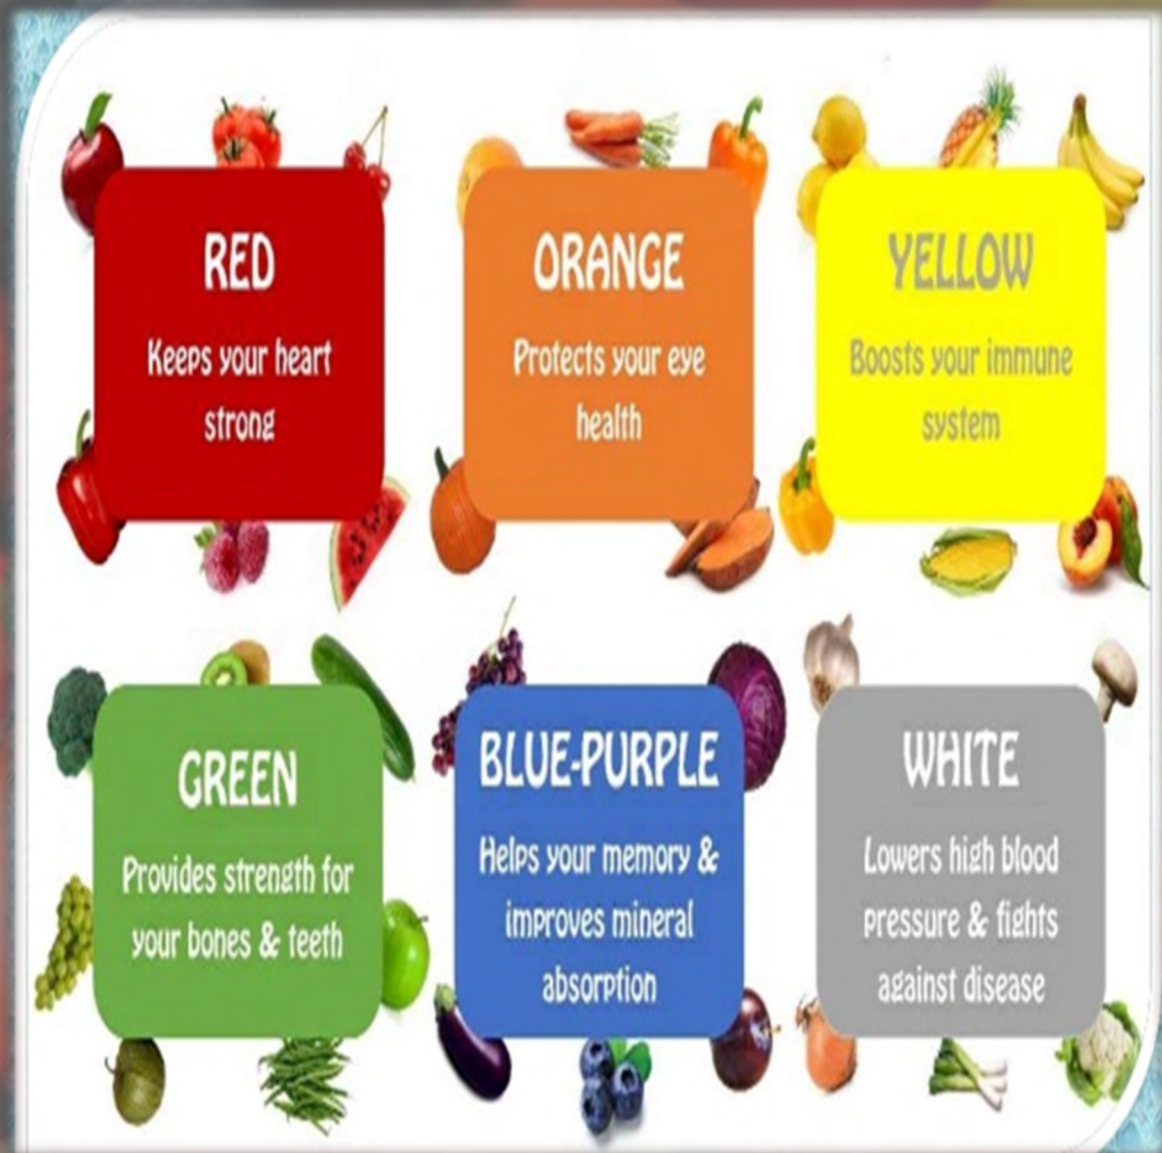 RED
Keeps your heart
strong
ORANGE
Protects your eye
health
YELLOW
Boosts your immune
system
GREEN
Provides strength for
your bones & teeth
BLUE-PURPLE
Helps your memory &
improves mineral
absorption
WHITE
Lowers high blood
pressure & fights
against disease